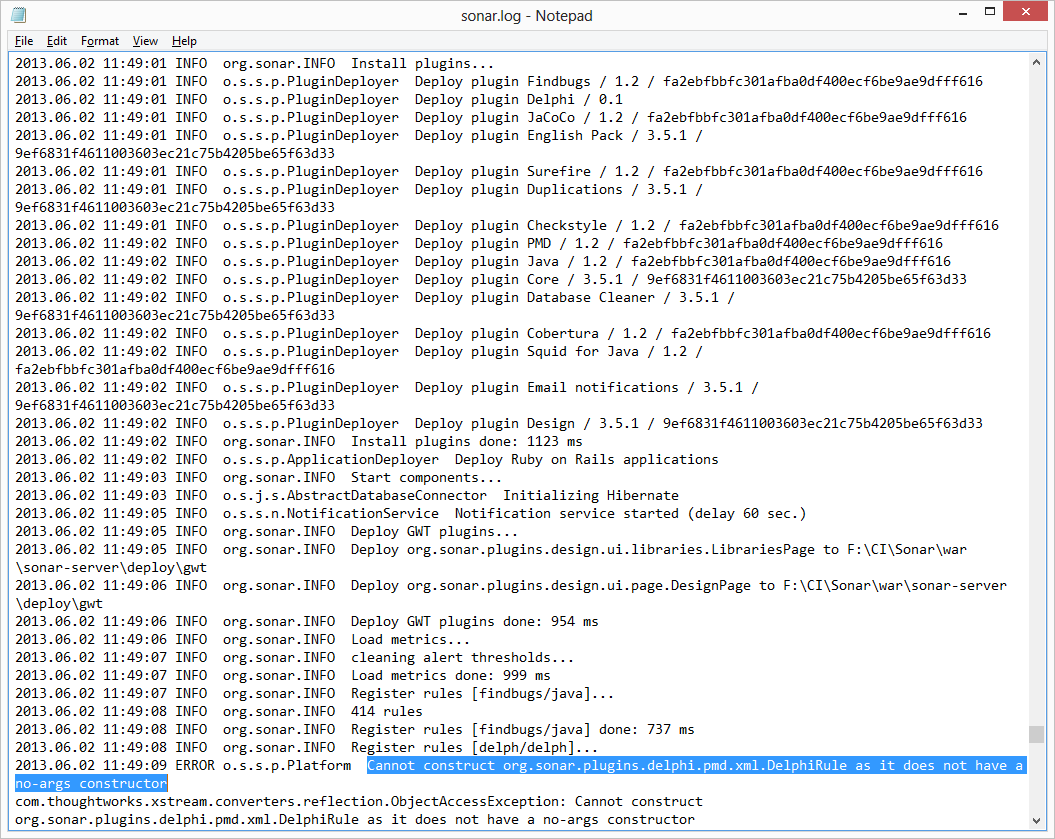 sonar.log - Notepad
File Edit Format View Help
2013.06.02 11:49:01 INFO  org.sonar.INFO  Install plugins...
2013.06.02 11:49:01 INFO  o.s.s.p.PluginDeployer  Deploy plugin Findbugs / 1.2 / fa2ebfbbfc301afba0df400ecf6be9ae9dfff616
2013.06.02 11:49:01 INFO  o.s.s.p.PluginDeployer  Deploy plugin Delphi / 0.1
2013.06.02 11:49:01 INFO  o.s.s.p.PluginDeployer  Deploy plugin JaCoCo / 1.2 / fa2ebfbbfc301afba0df400ecf6be9ae9dfff616
2013.06.02 11:49:01 INFO  o.s.s.p.PluginDeployer  Deploy plugin English Pack / 3.5.1 /
9ef6831f4611003603ec21c75b4205be65f63d33
2013.06.02 11:49:01 INFO  o.s.s.p.PluginDeployer  Deploy plugin Surefire / 1.2 / fa2ebfbbfc301afba0df400ecf6be9ae9dfff616
2013.06.02 11:49:01 INFO  o.s.s.p.PluginDeployer  Deploy plugin Duplications / 3.5.1 /
9ef6831f4611003603ec21c75b4205be65f63d33
2013.06.02 11:49:01 INFO  o.s.s.p.PluginDeployer  Deploy plugin Checkstyle / 1.2 / fa2ebfbbfc301afba0df400ecf6be9ae9dfff616
2013.06.02 11:49:02 INFO  o.s.s.p.PluginDeployer  Deploy plugin PMD / 1.2 / fa2ebfbbfc301afba0df400ecf6be9ae9dfff616
2013.06.02 11:49:02 INFO  o.s.s.p.PluginDeployer  Deploy plugin Java / 1.2 / fa2ebfbbfc301afba0df400ecf6be9ae9dfff616
2013.06.02 11:49:02 INFO  o.s.s.p.PluginDeployer  Deploy plugin Core / 3.5.1 / 9ef6831f4611003603ec21c75b4205be65f63d33
2013.06.02 11:49:02 INFO  o.s.s.p.PluginDeployer  Deploy plugin Database Cleaner / 3.5.1 /
9ef6831f4611003603ec21c75b4205be65f63d33
2013.06.02 11:49:02 INFO  o.s.s.p.PluginDeployer  Deploy plugin Cobertura / 1.2 / fa2ebfbbfc301afba0df400ecf6be9ae9dfff616
2013.06.02 11:49:02 INFO  o.s.s.p.PluginDeployer  Deploy plugin Squid for Java / 1.2 /
fa2ebfbbfc301afba0df400ecf6be9ae9dfff616
2013.06.02 11:49:02 INFO  o.s.s.p.PluginDeployer  Deploy plugin Email notifications / 3.5.1 /
9ef6831f4611003603ec21c75b4205be65f63d33
2013.06.02 11:49:02 INFO  o.s.s.p.PluginDeployer  Deploy plugin Design / 3.5.1 / 9ef6831f4611003603ec21c75b4205be65f63d33
2013.06.02 11:49:02 INFO  org.sonar.INFO  Install plugins done: 1123 ms
2013.06.02 11:49:02 INFO  o.s.s.p.ApplicationDeployer  Deploy Ruby on Rails applications
2013.06.02 11:49:03 INFO  org.sonar.INFO  Start components...
2013.06.02 11:49:03 INFO  o.s.j.s.AbstractDatabaseConnector  Initializing Hibernate
2013.06.02 11:49:05 INFO  o.s.s.n.NotificationService  Notification service started (delay 60 sec.)
2013.06.02 11:49:05 INFO  org.sonar.INFO  Deploy GWT plugins...
2013.06.02 11:49:05 INFO  org.sonar.INFO  Deploy org.sonar.plugins.design.ui.libraries.LibrariesPage to F:\CI\Sonar\war
\sonar-server\deploy\gwt
2013.06.02 11:49:06 INFO  org.sonar.INFO  Deploy org.sonar.plugins.design.ui.page.DesignPage to F:\CI\Sonar\war\sonar-server
\deploy\gwt
2013.06.02 11:49:06 INFO  org.sonar.INFO  Deploy GWT plugins done: 954 ms
2013.06.02 11:49:06 INFO  org.sonar.INFO  Load metrics...
2013.06.02 11:49:07 INFO  org.sonar.INFO  cleaning alert thresholds...
2013.06.02 11:49:07 INFO  org.sonar.INFO  Load metrics done: 999 ms
2013.06.02 11:49:07 INFO  org.sonar.INFO  Register rules [findbugs/java]...
2013.06.02 11:49:08 INFO  org.sonar.INFO  414 rules
2013.06.02 11:49:08 INFO  org.sonar.INFO  Register rules [findbugs/java] done: 737 ms
2013.06.02 11:49:08 INFO  org.sonar.INFO  Register rules [delph/delph]...
2013.06.02 11:49:09 ERROR o.s.s.p.Platform  Cannot construct org.sonar.plugins.delphi.pmd.xml.DelphiRule as it does not have a
no-args constructor
com.thoughtworks.xstream.converters.reflection.ObjectAccessException: Cannot construct
org.sonar.plugins.delphi.pmd.xml.DelphiRule as it does not have a no-args constructor